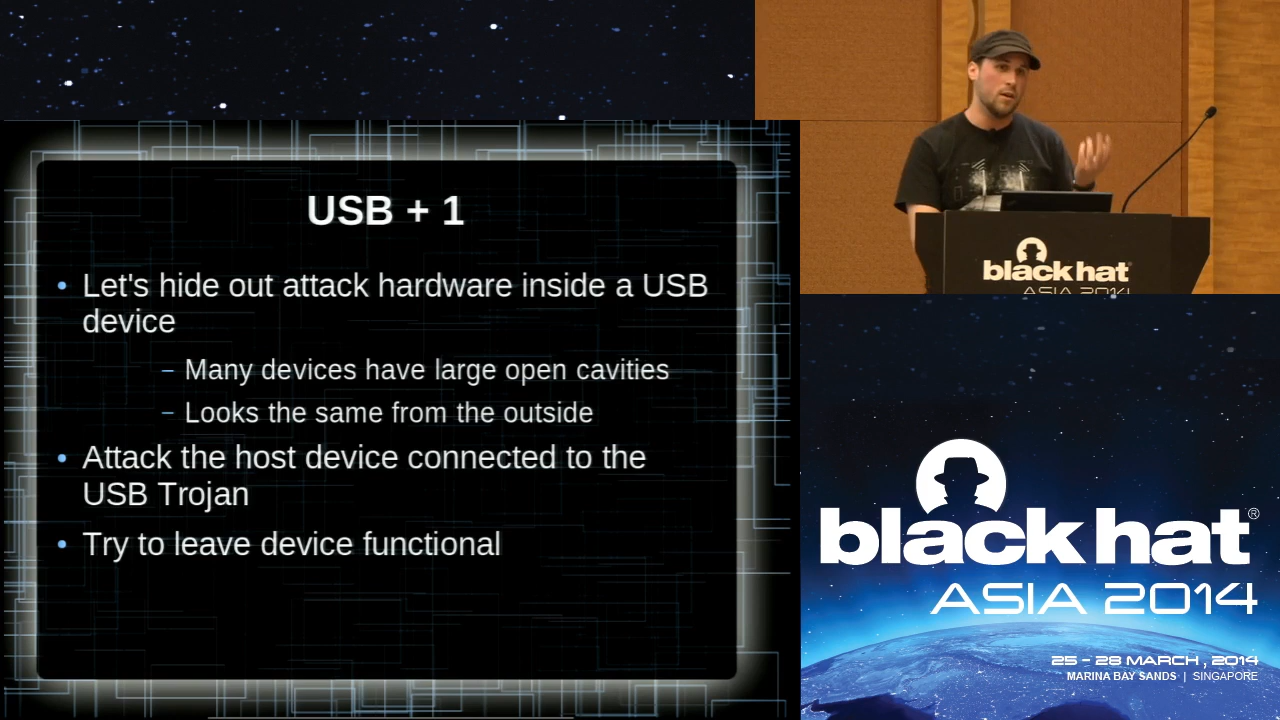 USB + 1
• Let's hide out attack hardware inside a USB
device
– Many devices have large open cavities
– Looks the same from the outside
• Attack the host device connected to the
USB Trojan
• Try to leave device functional
black hat
ASIA 2014
black hat®
ASIA 2014
25 - 28 MARCH , 2014
MARINA BAY SANDS | SINGAPORE